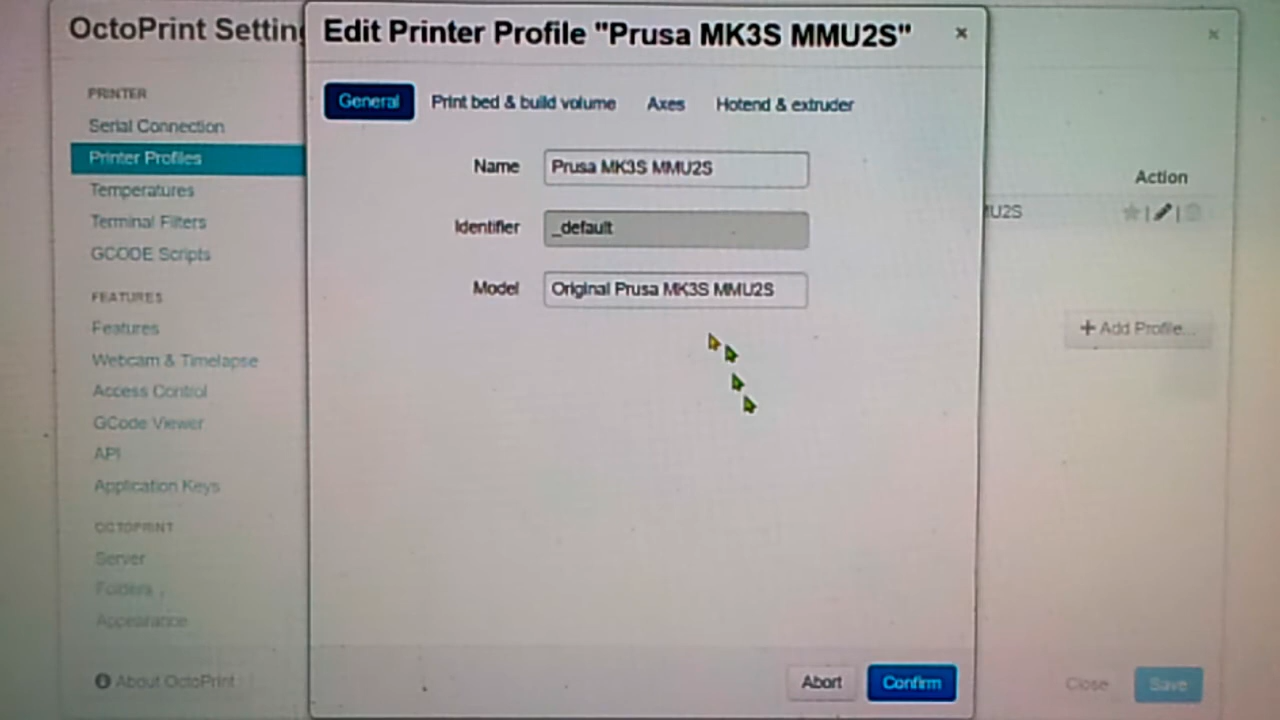 OctoPrint Settin
PRINTER
Serial Connection
Printer Profiles
Temperatures
Terminal Filters
GCODE Scripts
FEATURES
Features
Webcam & Timelapse
Access Control
GCode Viewer
API
Application Keys
OCTOPRINT
Server
Folders
Appearance
About OctoPrint
Edit Printer Profile "Prusa MK3S MMU2S"
×
General Print bed & build volume Axes Hotend & extruder
Name Prusa MK3S MMU2S
Identifier _default
Model Original Prusa MK3S MMU2S
Abort Confirm
×
Action
MU2S
+ Add Profile...
Close Save